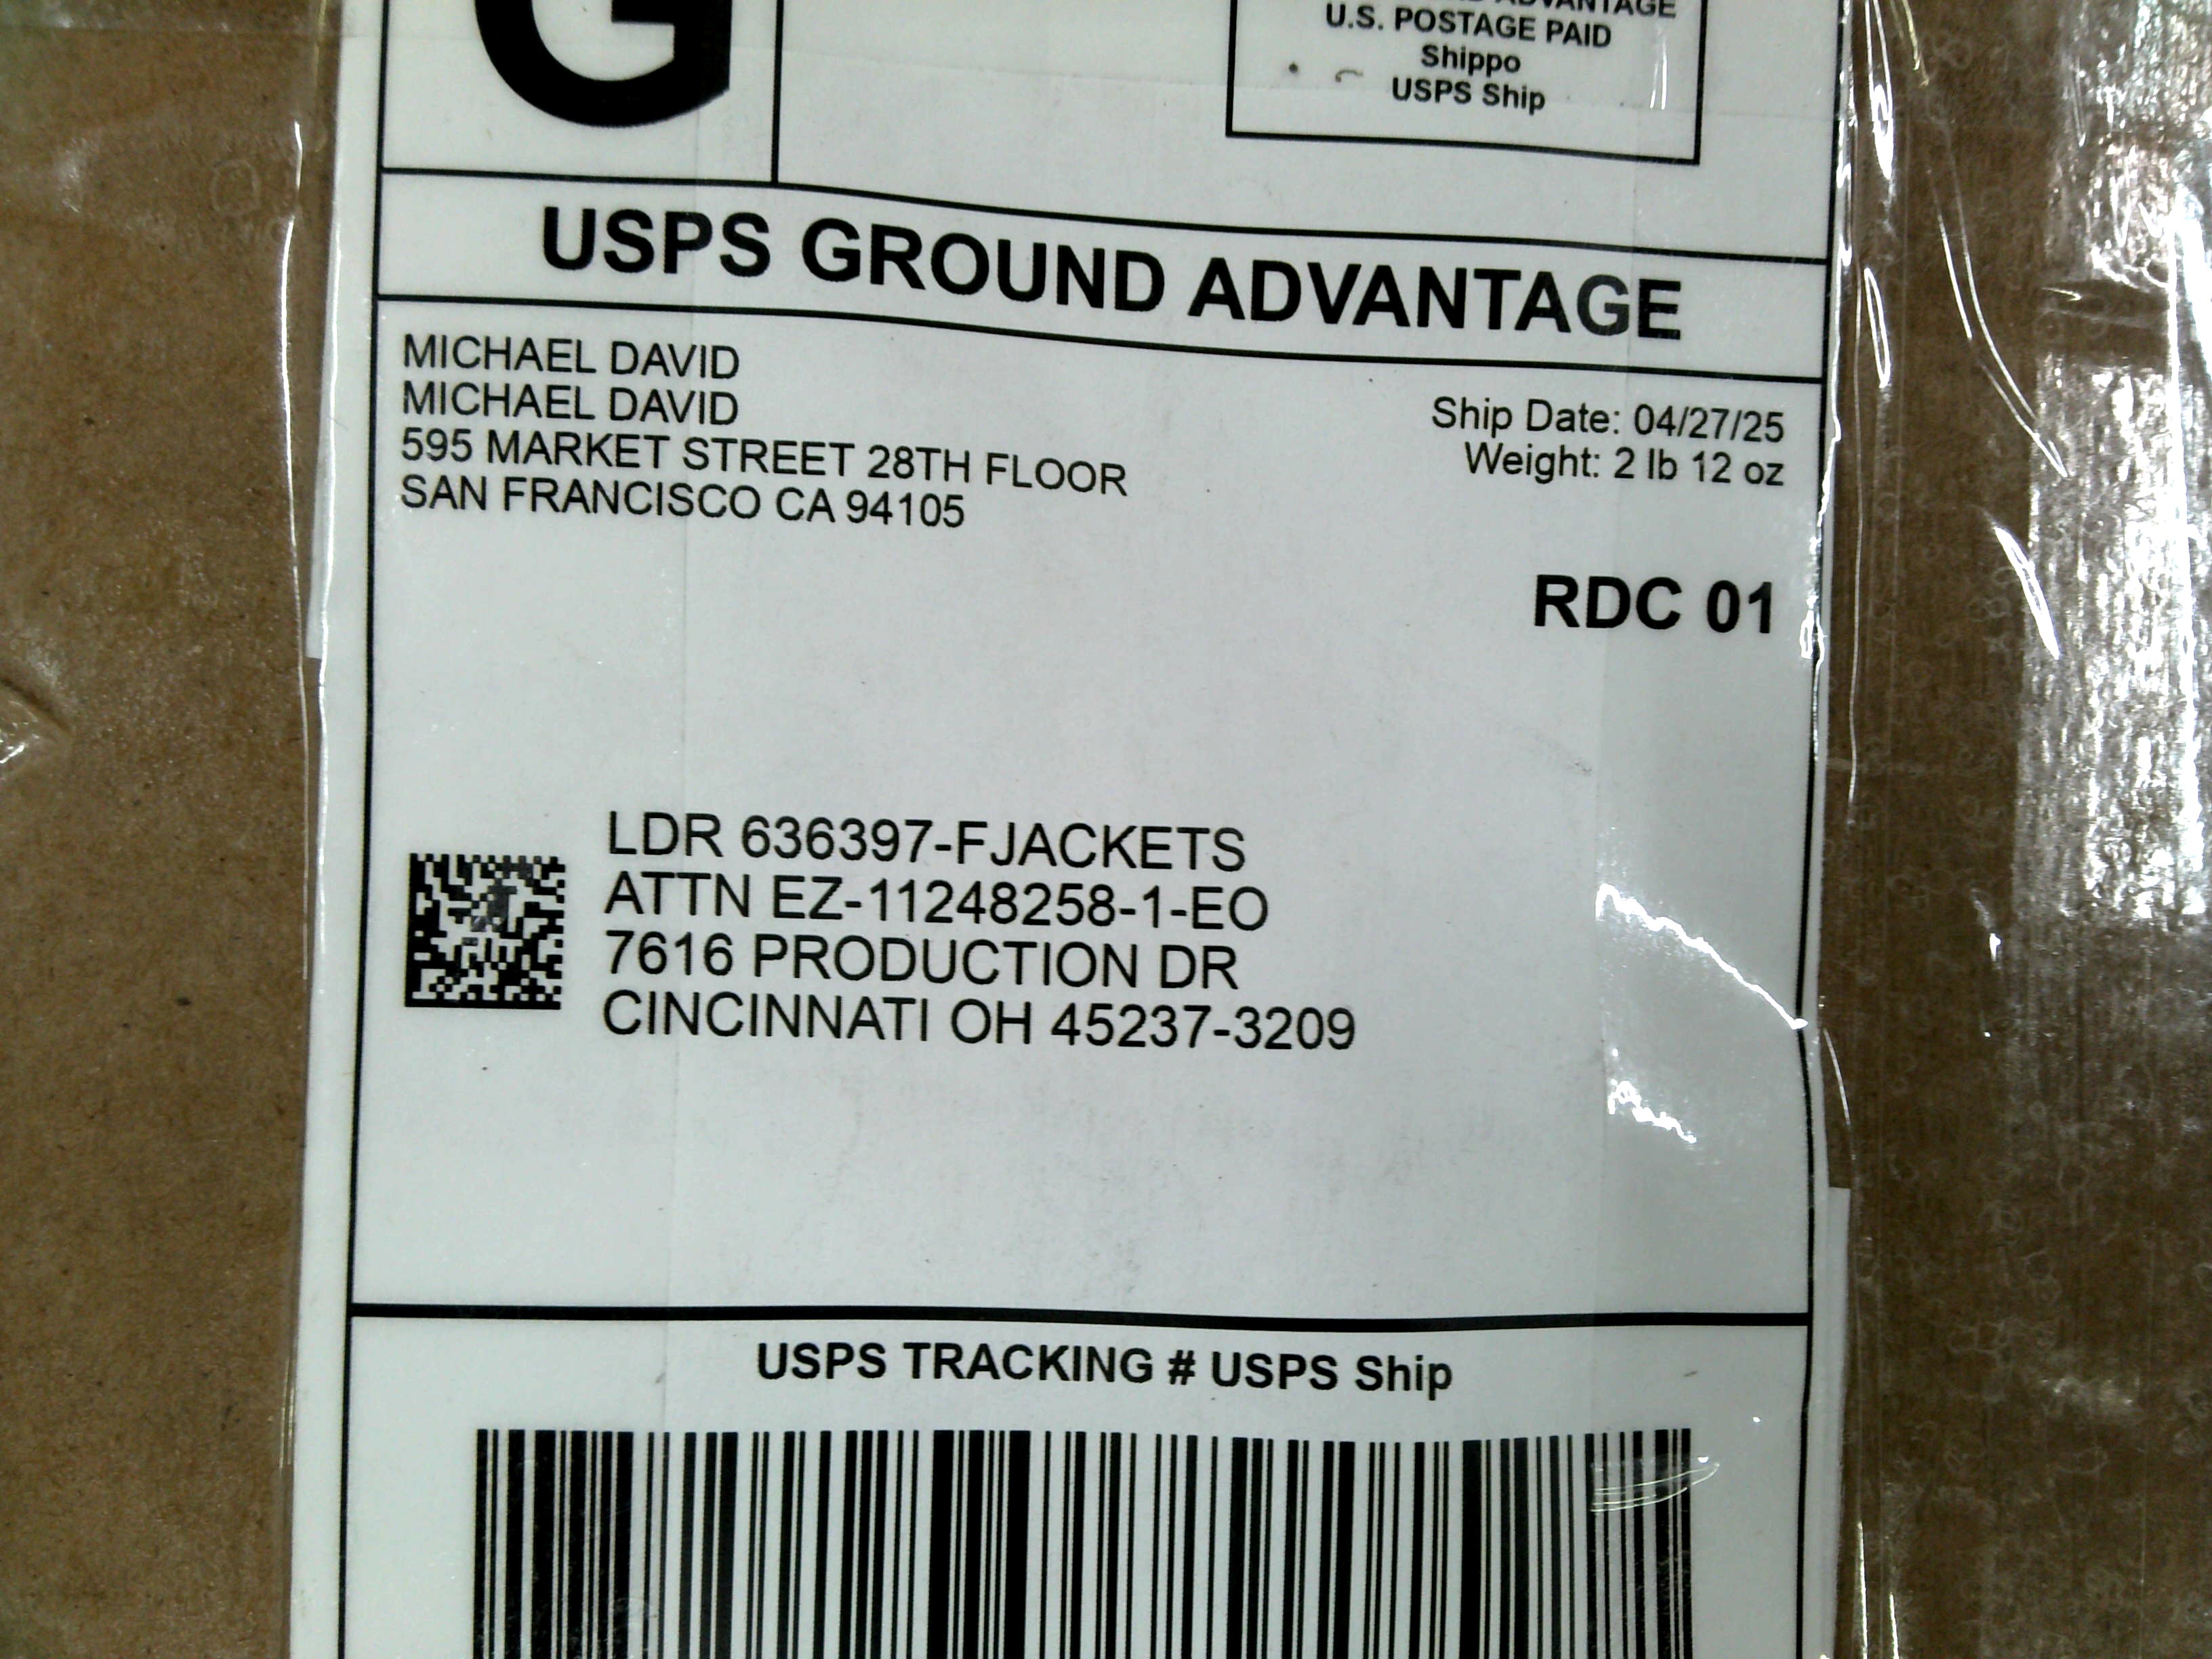 G
ADVANTAGE
U.S. POSTAGE PAID
Shippo
USPS Ship
USPS GROUND ADVANTAGE
MICHAEL DAVID
MICHAEL DAVID
595 MARKET STREET 28TH FLOOR
SAN FRANCISCO CA 94105
Ship Date: 04/27/25
Weight: 2 lb 12 oz
RDC 01
LDR 636397-FJACKETS
ATTN EZ-11248258-1-EO
7616 PRODUCTION DR
CINCINNATI OH 45237-3209
USPS TRACKING # USPS Ship